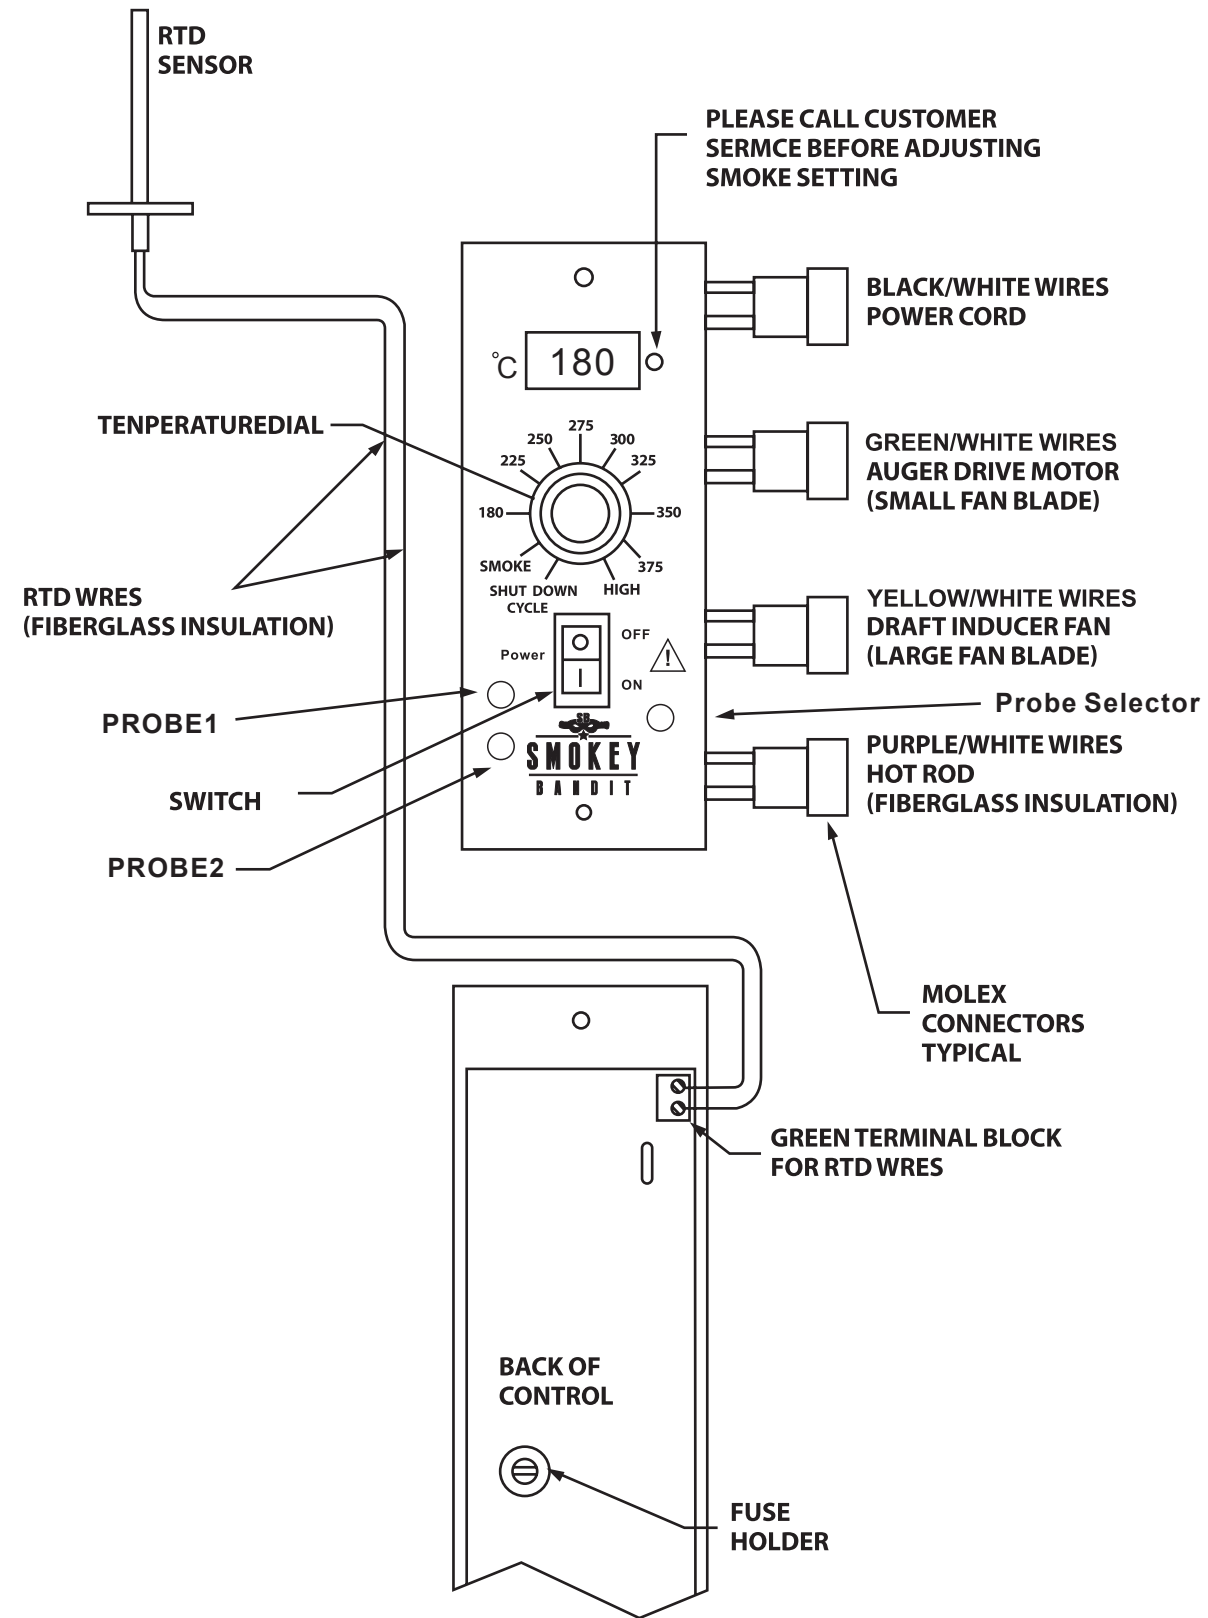 RTD
SENSOR
PLEASE CALL CUSTOMER
SERMCE BEFORE ADJUSTING
SMOKE SETTING
BLACK/WHITE WIRES
POWER CORD
°C
180
TENPERATUREDIAL
275
250
300
225
325
180
350
SMOKE
375
SHUT DOWN
CYCLE
HIGH
GREEN/WHITE WIRES
AUGER DRIVE MOTOR
(SMALL FAN BLADE)
RTD WRES
(FIBERGLASS INSULATION)
YELLOW/WHITE WIRES
DRAFT INDUCER FAN
(LARGE FAN BLADE)
OFF
Power
O
I
!
ON
Probe Selector
PROBE1
SB
SMOKEY
BANDIT
PURPLE/WHITE WIRES
HOT ROD
(FIBERGLASS INSULATION)
SWITCH
PROBE2
MOLEX
CONNECTORS
TYPICAL
GREEN TERMINAL BLOCK
FOR RTD WRES
BACK OF
CONTROL
FUSE
HOLDER